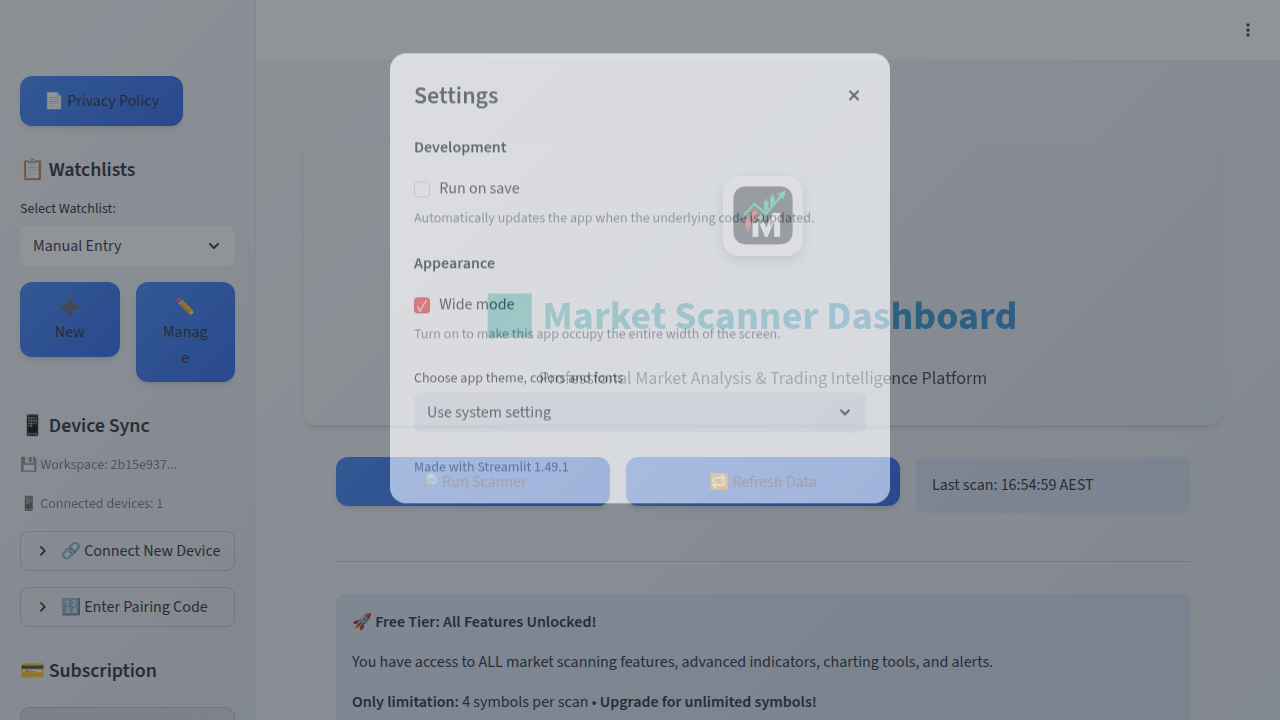 📄 Privacy Policy
📋 Watchlists
Select Watchlist:
Manual Entry
➕
New
✏️
Manag
e
📱 Device Sync
💾 Workspace: 2b15e937...
📱 Connected devices: 1
🔗 Connect New Device
🔢 Enter Pairing Code
💳 Subscription
Settings
Development
Run on save
Automatically updates the app when the underlying code is updated.
Appearance
Wide mode
Turn on to make this app occupy the entire width of the screen.
Choose app theme, colors and fonts
Use system setting
Made with Streamlit 1.49.1
M
Market Scanner Dashboard
Professional Market Analysis & Trading Intelligence Platform
🔎 Run Scanner
🔁 Refresh Data
Last scan: 16:54:59 AEST
🚀 Free Tier: All Features Unlocked!
You have access to ALL market scanning features, advanced indicators, charting tools, and alerts.
Only limitation: 4 symbols per scan • Upgrade for unlimited symbols!